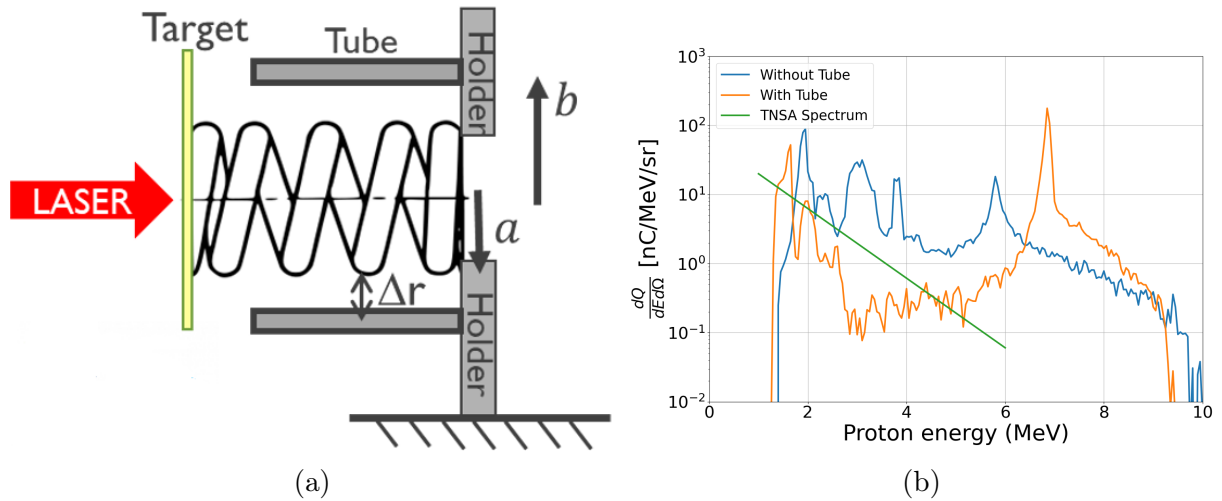 Target
Tube
Holder
b
LASER
a
Δr
Holder
(a)
10³
10²
10¹
10⁰
10⁻¹
10⁻²
dQ
dEdΩ
[nC/MeV/sr]
Without Tube
With Tube
TNSA Spectrum
0 2 4 6 8 10
Proton energy (MeV)
(b)